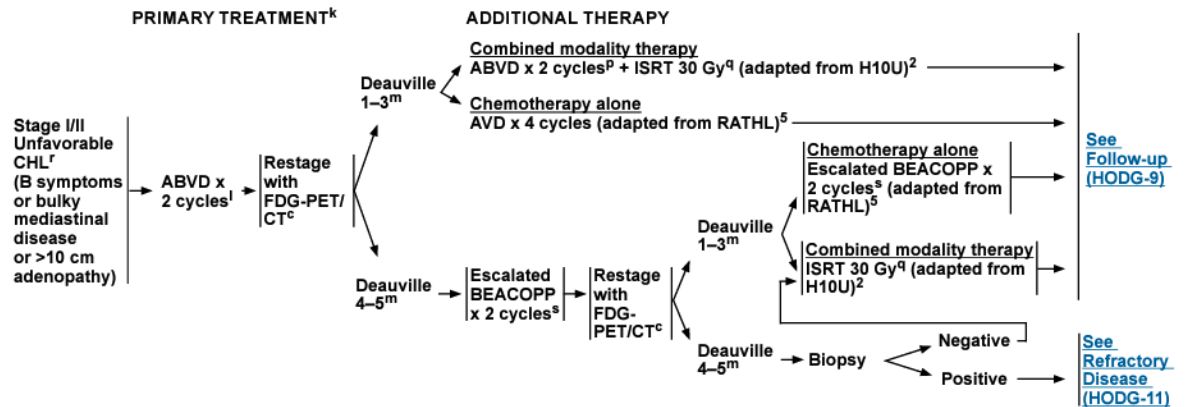 PRIMARY TREATMENTk
ADDITIONAL THERAPY
Stage I/II
Unfavorable
CHLr
(B symptoms
or bulky
mediastinal
disease
or >10 cm
adenopathy)
ABVD x
2 cyclesl
Restage
with
FDG-PET/
CTc
Deauville
1–3m
Combined modality therapy
ABVD x 2 cyclesp + ISRT 30 Gyq (adapted from H10U)2
Chemotherapy alone
AVD x 4 cycles (adapted from RATHL)5
Deauville
4–5m
Escalated
BEACOPP
x 2 cycless
Restage
with
FDG-
PET/CTc
Deauville
1–3m
Chemotherapy alone
Escalated BEACOPP x
2 cycless (adapted from
RATHL)5
Combined modality therapy
ISRT 30 Gyq (adapted from
H10U)2
Deauville
4–5m
Biopsy
Negative
Positive
See
Follow-up
(HODG-9)
See
Refractory
Disease
(HODG-11)